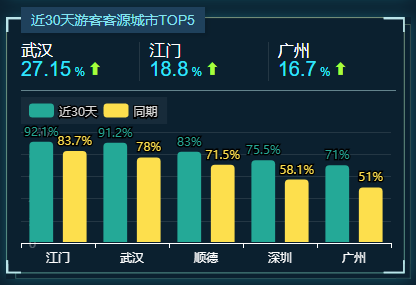 近30天游客客源城市TOP5
武汉 江门 广州
27.15 % 18.8 % 16.7 %
近30天 同期
92.1% 83.7% 91.2% 78% 83% 71.5% 75.5% 58.1% 71% 51%
0
江门 武汉 顺德 深圳 广州